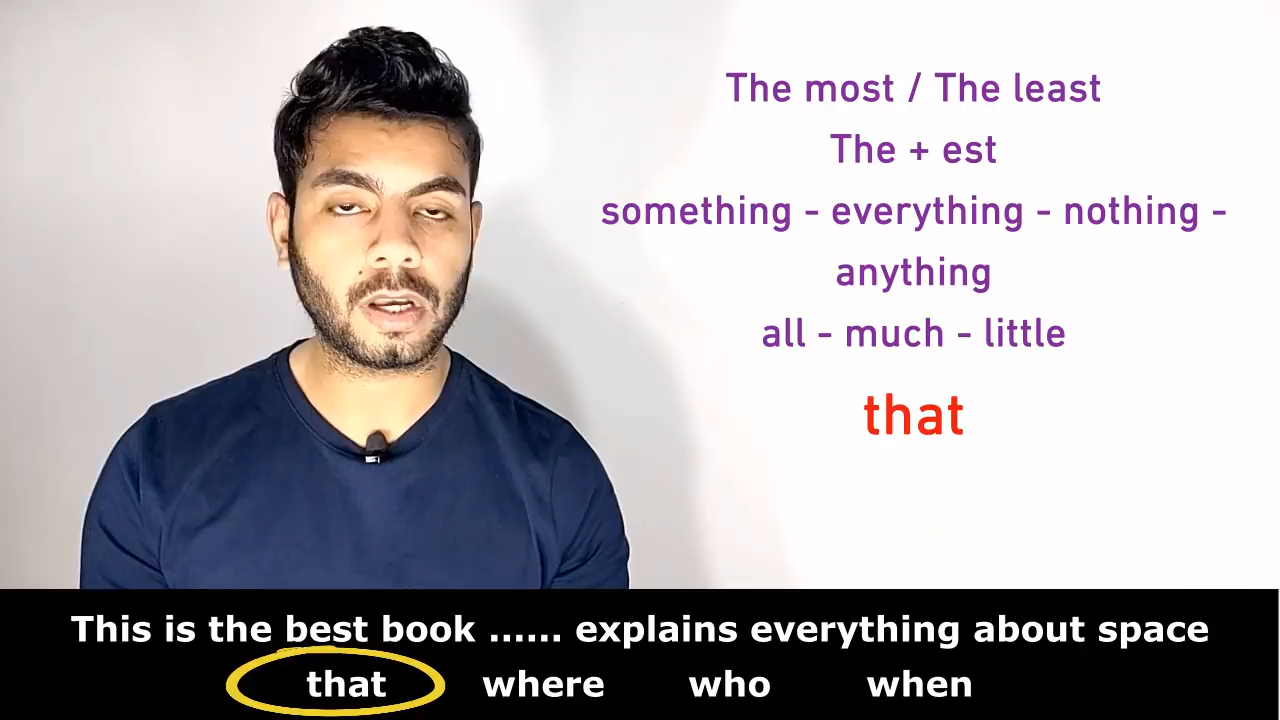 The most / The least
The + est
something - everything - nothing -
anything
all - much - little
that
This is the best book ...... explains everything about space
that where who when